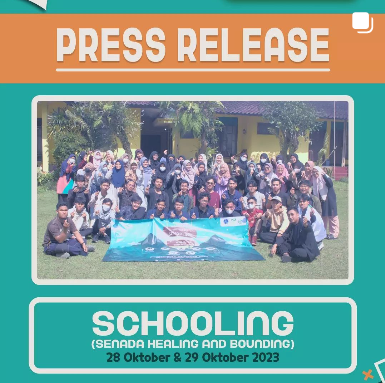 PRESS RELEASE
SCHOOLING
(SENADA HEALING AND BOUNDING)
28 Oktober & 29 Oktober 2023